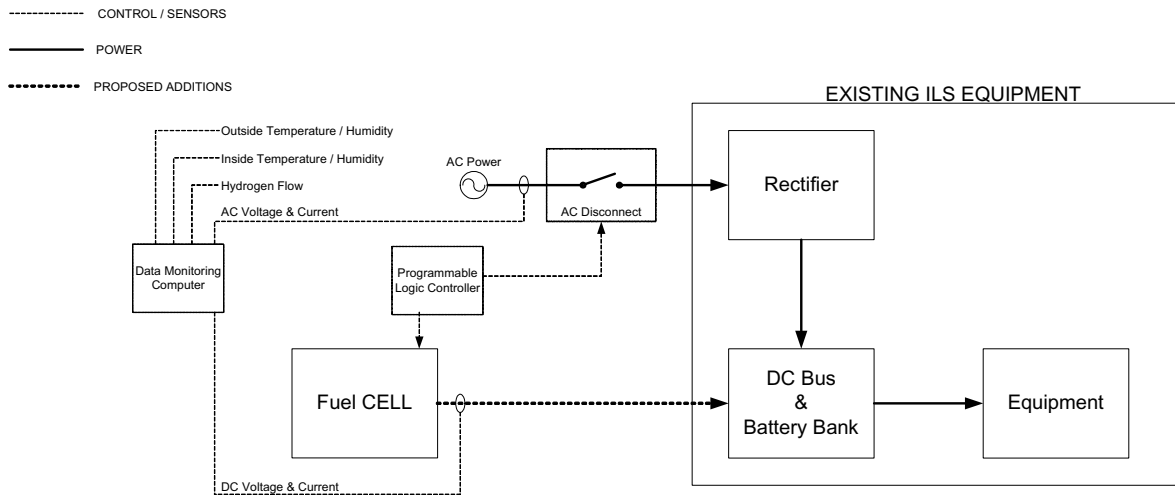 CONTROL / SENSORS
POWER
PROPOSED ADDITIONS
EXISTING ILS EQUIPMENT
Outside Temperature / Humidity
Inside Temperature / Humidity
Hydrogen Flow
AC Voltage & Current
AC Power
AC Disconnect
Rectifier
Data Monitoring
Computer
Programmable
Logic Controller
Fuel CELL
DC Bus
&
Battery Bank
Equipment
DC Voltage & Current